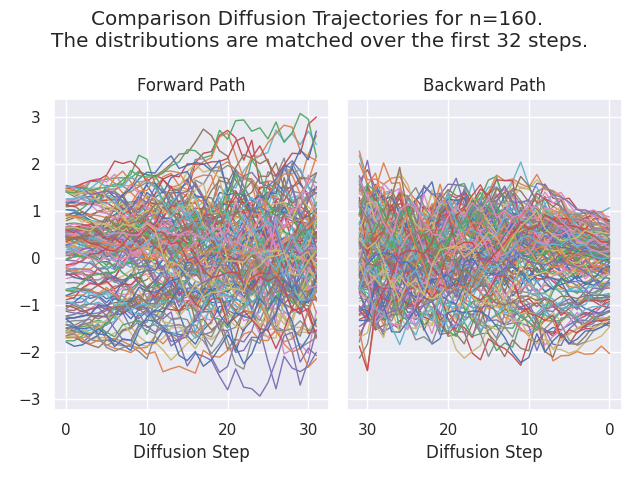 Comparison Diffusion Trajectories for n=160.
The distributions are matched over the first 32 steps.
Forward Path
Backward Path
3
2
1
0
−1
−2
−3
0 10 20 30
30 20 10 0
Diffusion Step
Diffusion Step